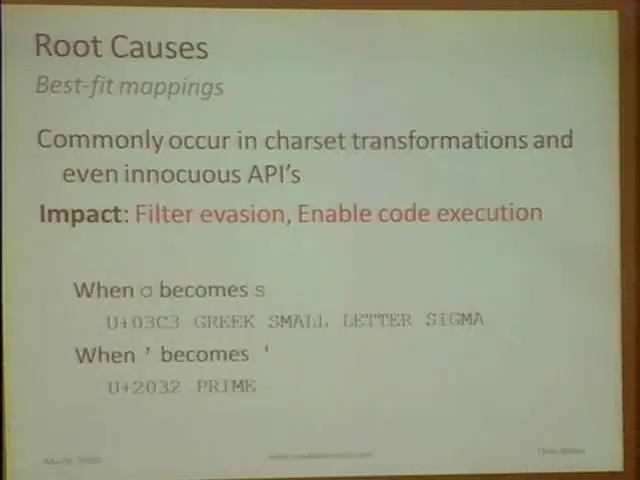 Root Causes
Best-fit mappings
Commonly occur in charset transformations and
even innocuous API's
Impact: Filter evasion, Enable code execution
When σ becomes s
U+03C3 GREEK SMALL LETTER SIGMA
When ′ becomes '
U+2032 PRIME